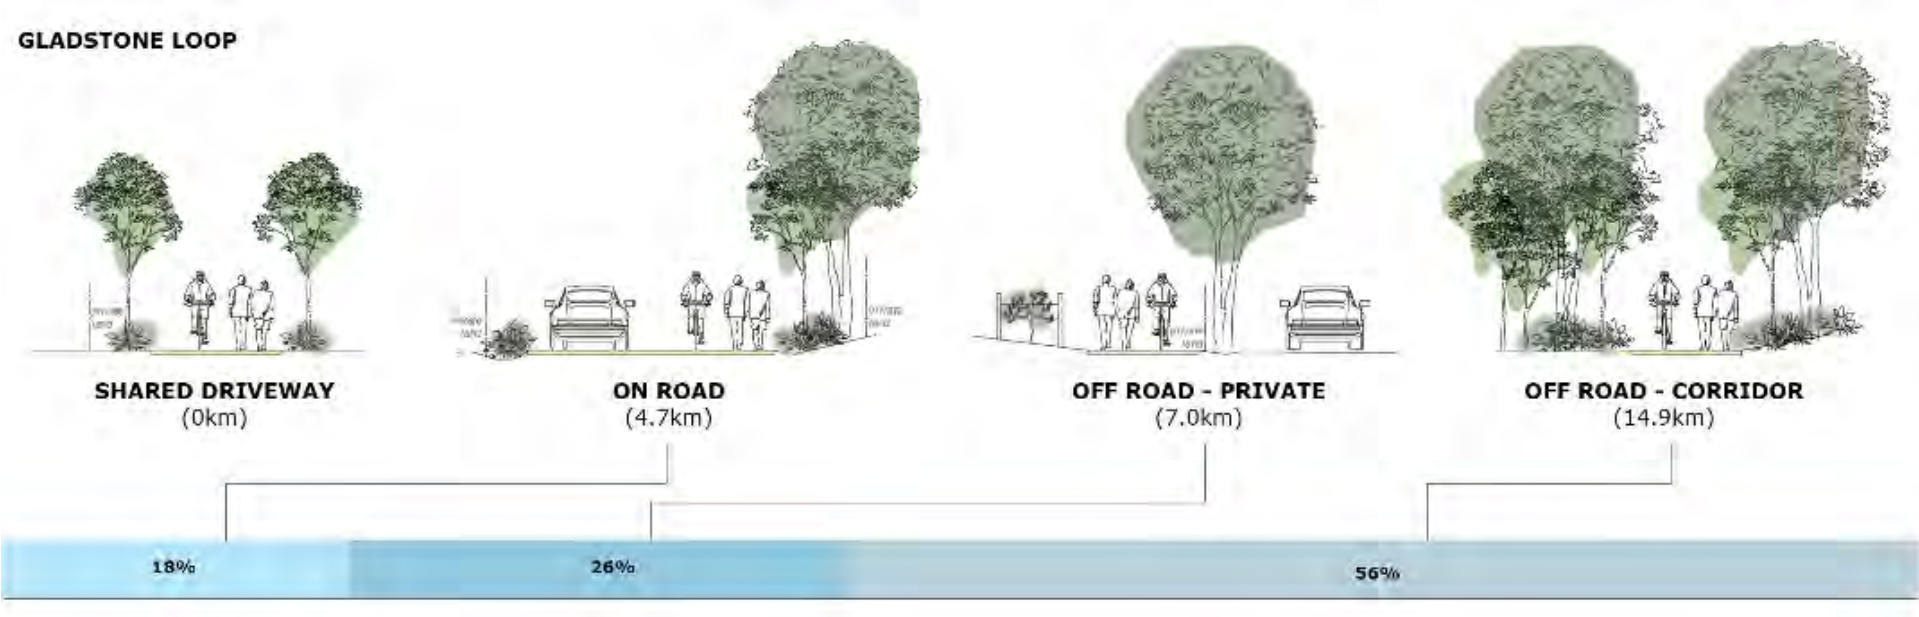 GLADSTONE LOOP
SHARED DRIVEWAY
(0km)
ON ROAD
(4.7km)
OFF ROAD - PRIVATE
(7.0km)
OFF ROAD - CORRIDOR
(14.9km)
18%
26%
56%